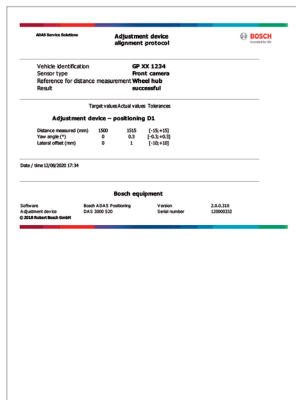 ADAS Service Solutions
Adjustment device
alignment protocol
BOSCH
Invented for life
Vehicle identification GP XX 1234
Sensor type Front camera
Reference for distance measurement Wheel hub
Result successful
Target values Actual values Tolerances
Adjustment device – positioning D1
Distance measured (mm) 1500 1515 [-15;+15]
Yaw angle (°) 0 0.3 [-0.3;+0.3]
Lateral offset (mm) 0 1 [-10;+10]
Date / time 12/08/2020 17:34
Bosch equipment
Software Bosch ADAS Positioning Version 2.0.0.310
Adjustment device DAS 3000 S20 Serial number 120000232
© 2018 Robert Bosch GmbH